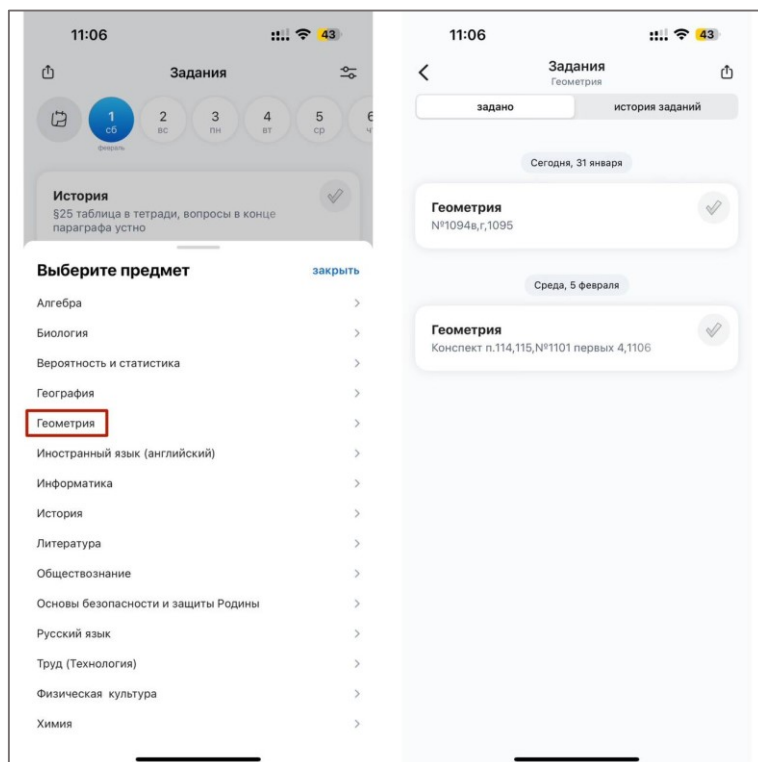 11:06
43
Задания
1
сб
февраль
2
вс
3
пн
4
вт
5
ср
6
История
§25 таблица в тетради, вопросы в конце
параграфа устно
Выберите предмет
закрыть
Алгебра
Биология
Вероятность и статистика
География
Геометрия
Иностранный язык (английский)
Информатика
История
Литература
Обществознание
Основы безопасности и защиты Родины
Русский язык
Труд (Технология)
Физическая культура
Химия
11:06
43
Задания
Геометрия
задано
история заданий
Сегодня, 31 января
Геометрия
№1094в,г,1095
Среда, 5 февраля
Геометрия
Конспект п.114,115,№1101 первых 4,1106